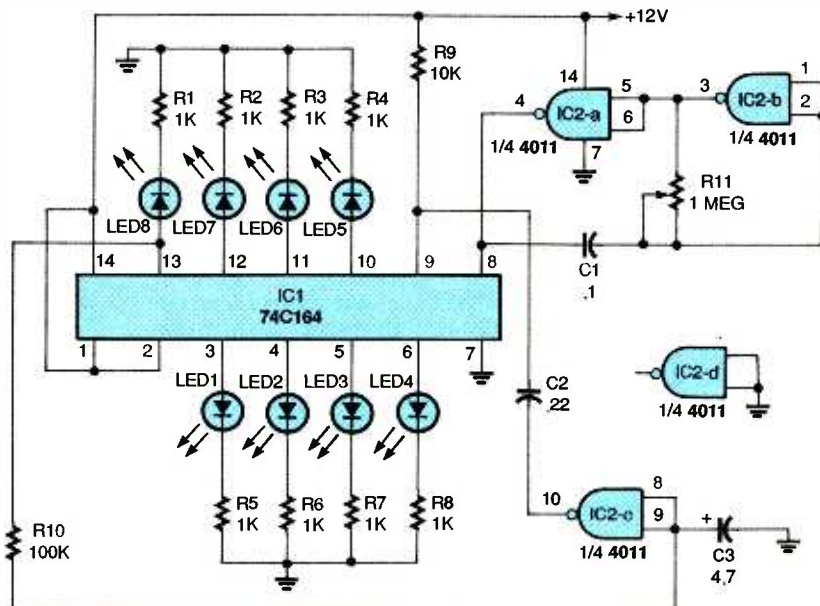 +12V
R9
10K
R1
1K
R2
1K
R3
1K
R4
1K
14
4
5
6
7
IC2-a
1/4 4011
3
1
2
IC2-b
1/4 4011
R11
1 MEG
LED8
LED7
LED6
LED5
14
13
12
11
10
9
8
C1
.1
IC1
74C164
1
2
3
4
5
6
7
LED1
LED2
LED3
LED4
C2
.22
IC2-d
1/4 4011
R5
1K
R6
1K
R7
1K
R8
1K
R10
100K
10
8
9
IC2-c
1/4 4011
+
C3
4.7